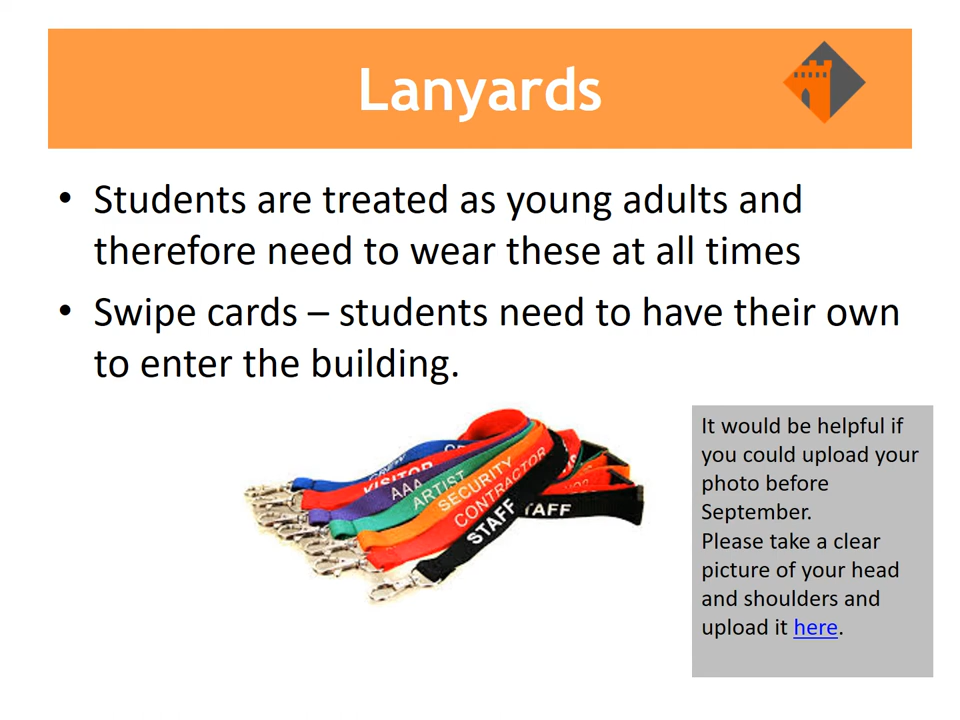 Lanyards
• Students are treated as young adults and
therefore need to wear these at all times
• Swipe cards – students need to have their own
to enter the building.
CREW
VISITOR
AAA
ARTIST
SECURITY
CONTRACTOR
STAFF
STAFF
It would be helpful if
you could upload your
photo before
September.
Please take a clear
picture of your head
and shoulders and
upload it here.